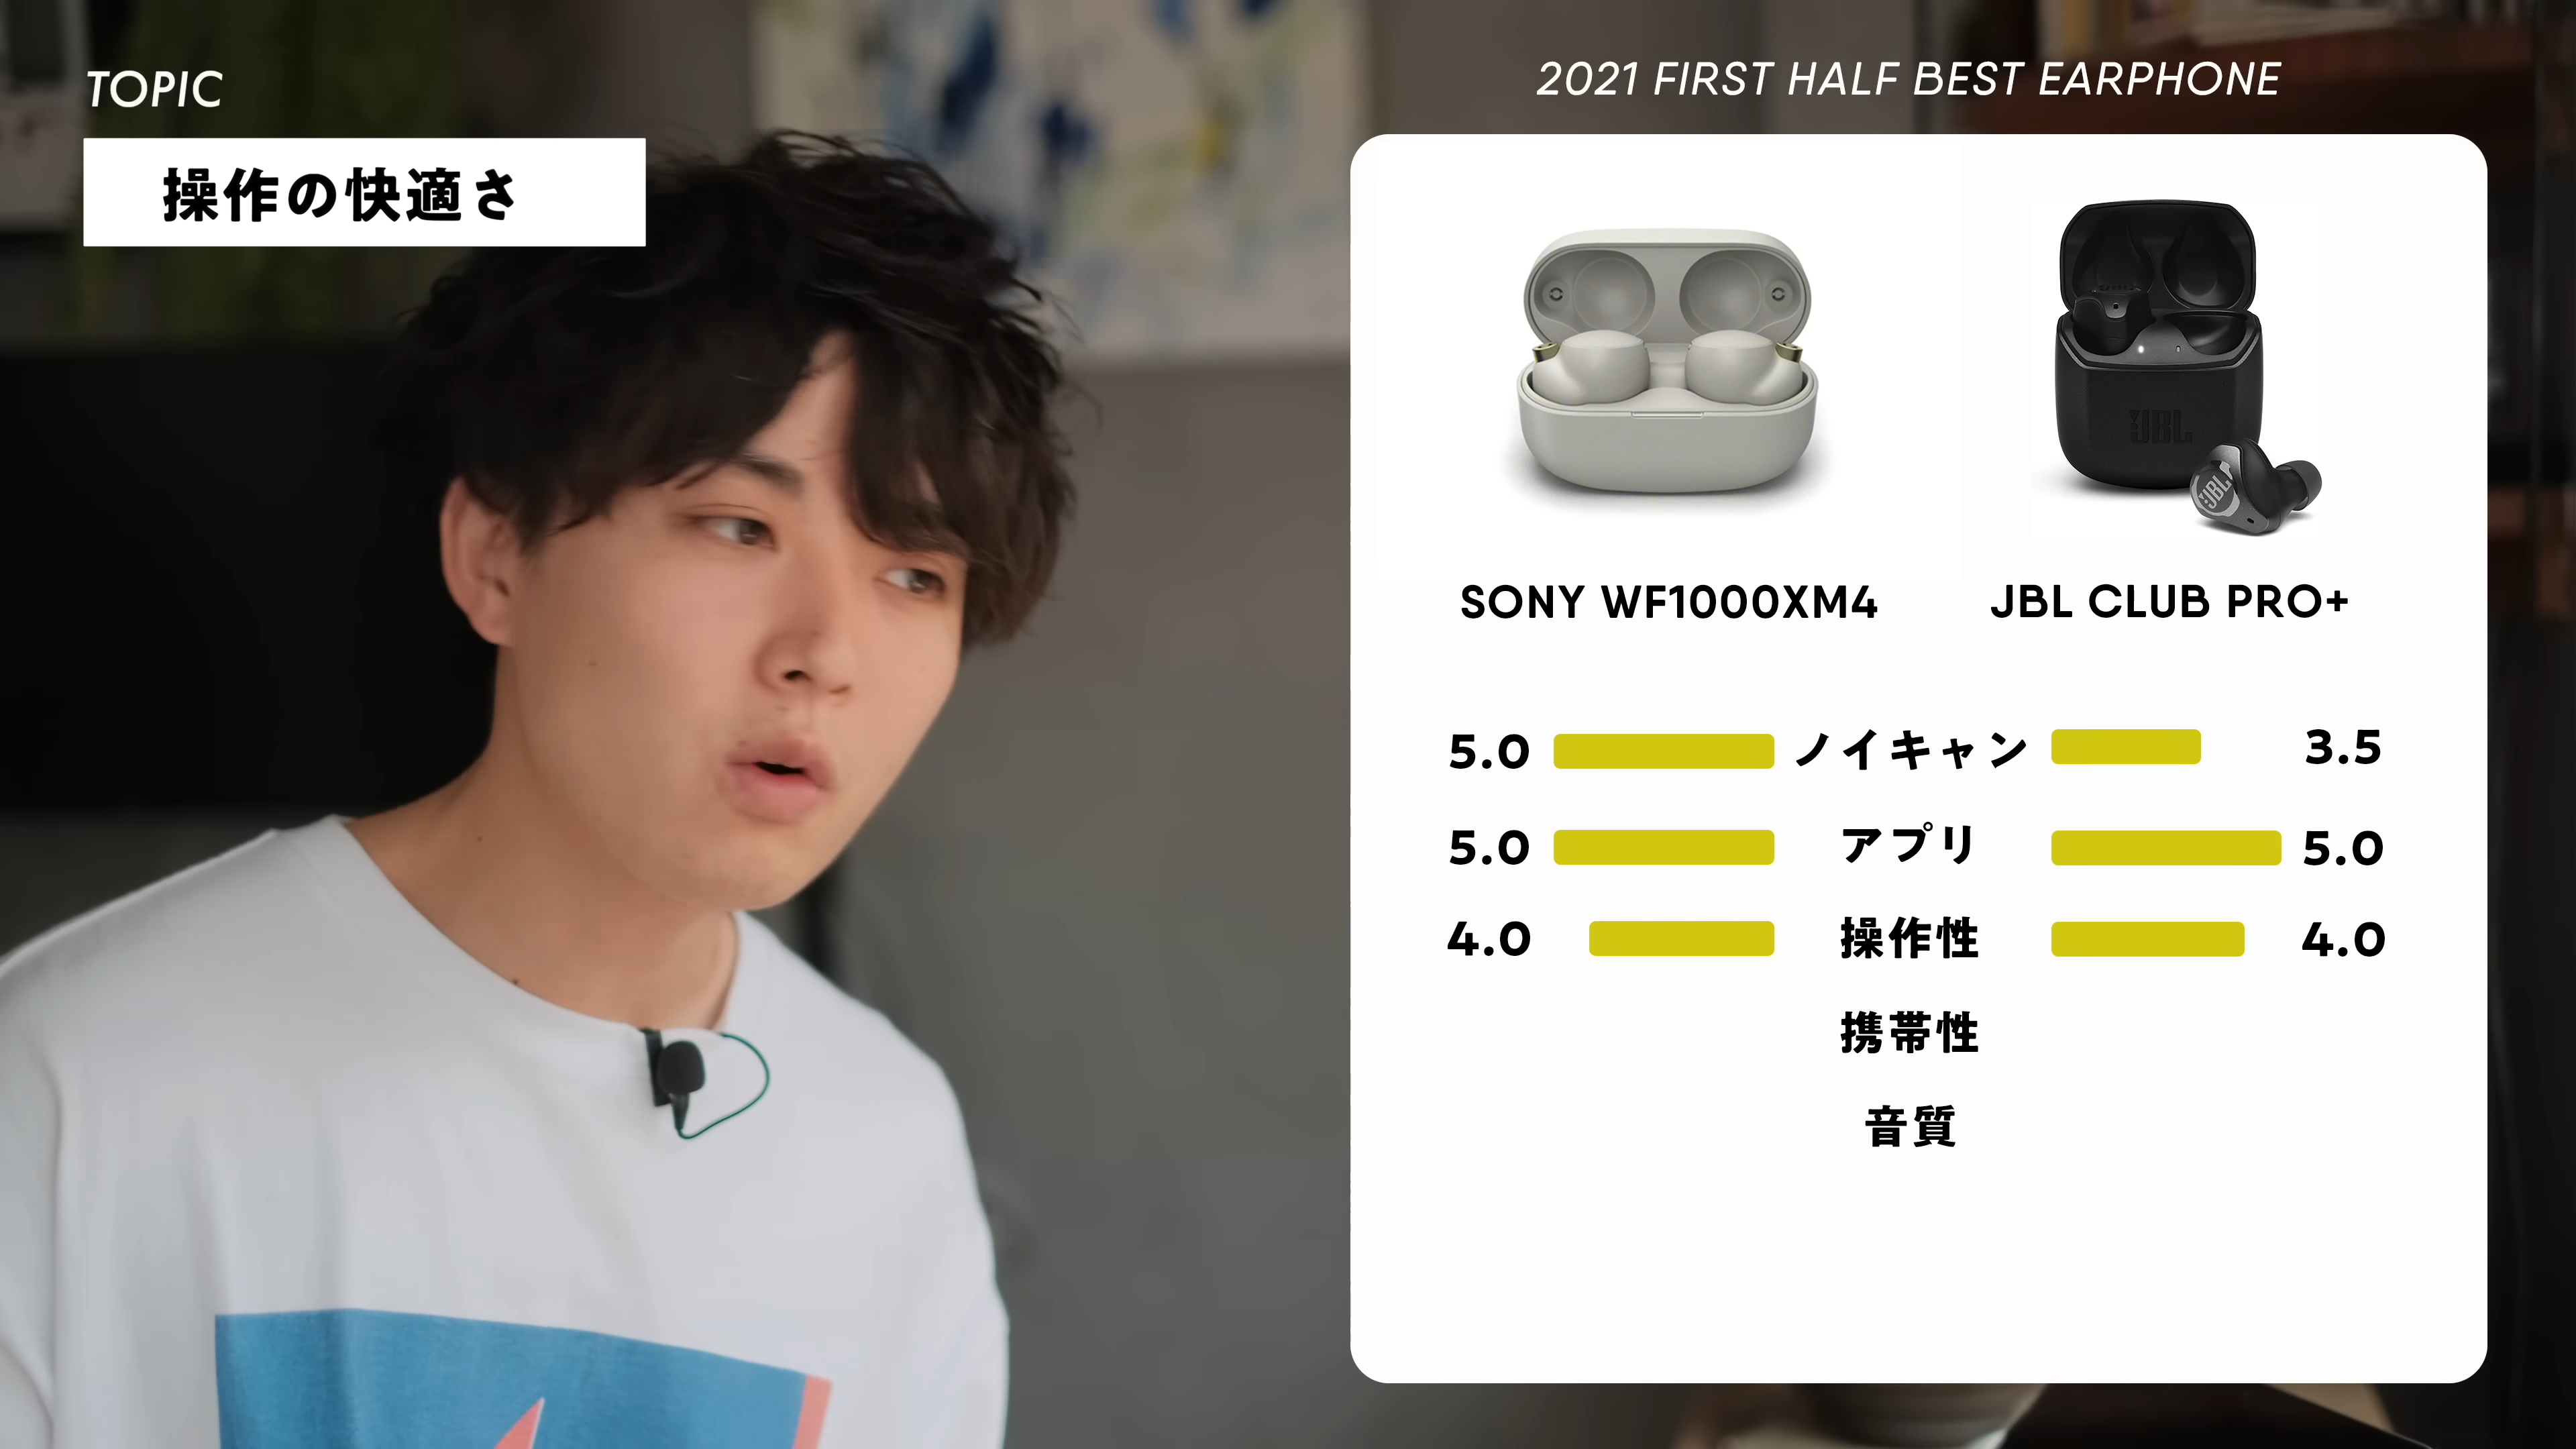 TOPIC
操作の快適さ
2021 FIRST HALF BEST EARPHONE
JBL
JBL
SONY WF1000XM4
JBL CLUB PRO+
5.0 ノイキャン 3.5
5.0 アプリ 5.0
4.0 操作性 4.0
携帯性
音質